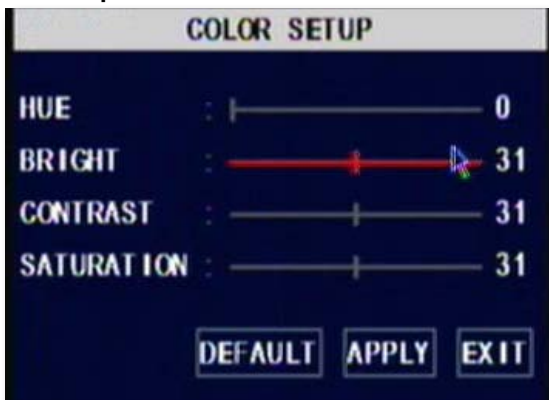 COLOR SETUP
HUE : 0
BRIGHT : 31
CONTRAST : 31
SATURATION : 31
DEFAULT APPLY EXIT